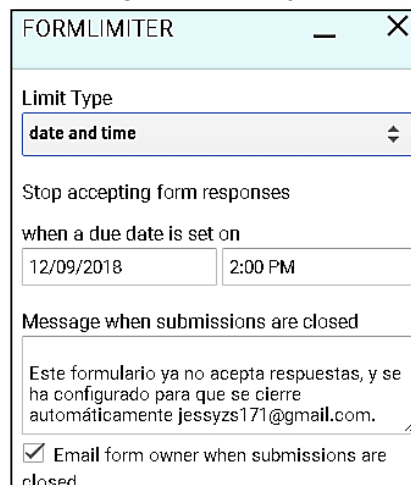 FORMLIMITER
Limit Type
date and time
Stop accepting form responses
when a due date is set on
12/09/2018 2:00 PM
Message when submissions are closed
Este formulario ya no acepta respuestas, y se
ha configurado para que se cierre
automáticamente jessyzs171@gmail.com.
Email form owner when submissions are
closed